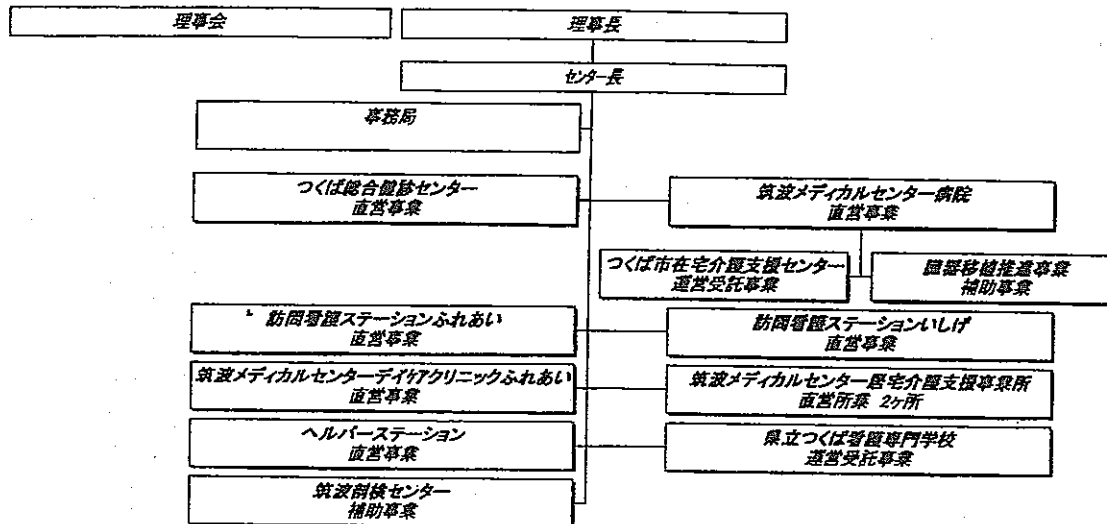 理事会
理事長
センター長
事務局
つくば総合健診センター
直営事業
筑波メディカルセンター病院
直営事業
つくば市在宅介護支援センター
運営受託事業
臓器移植推進事業
補助事業
訪問看護ステーションふれあい
直営事業
訪問看護ステーションいしげ
直営事業
筑波メディカルセンターデイケアクリニックふれあい
直営事業
筑波メディカルセンター居宅介護支援事業所
直営所業 2ケ所
ヘルパーステーション
直営事業
県立つくば看護専門学校
運営受託事業
筑波剖検センター
補助事業